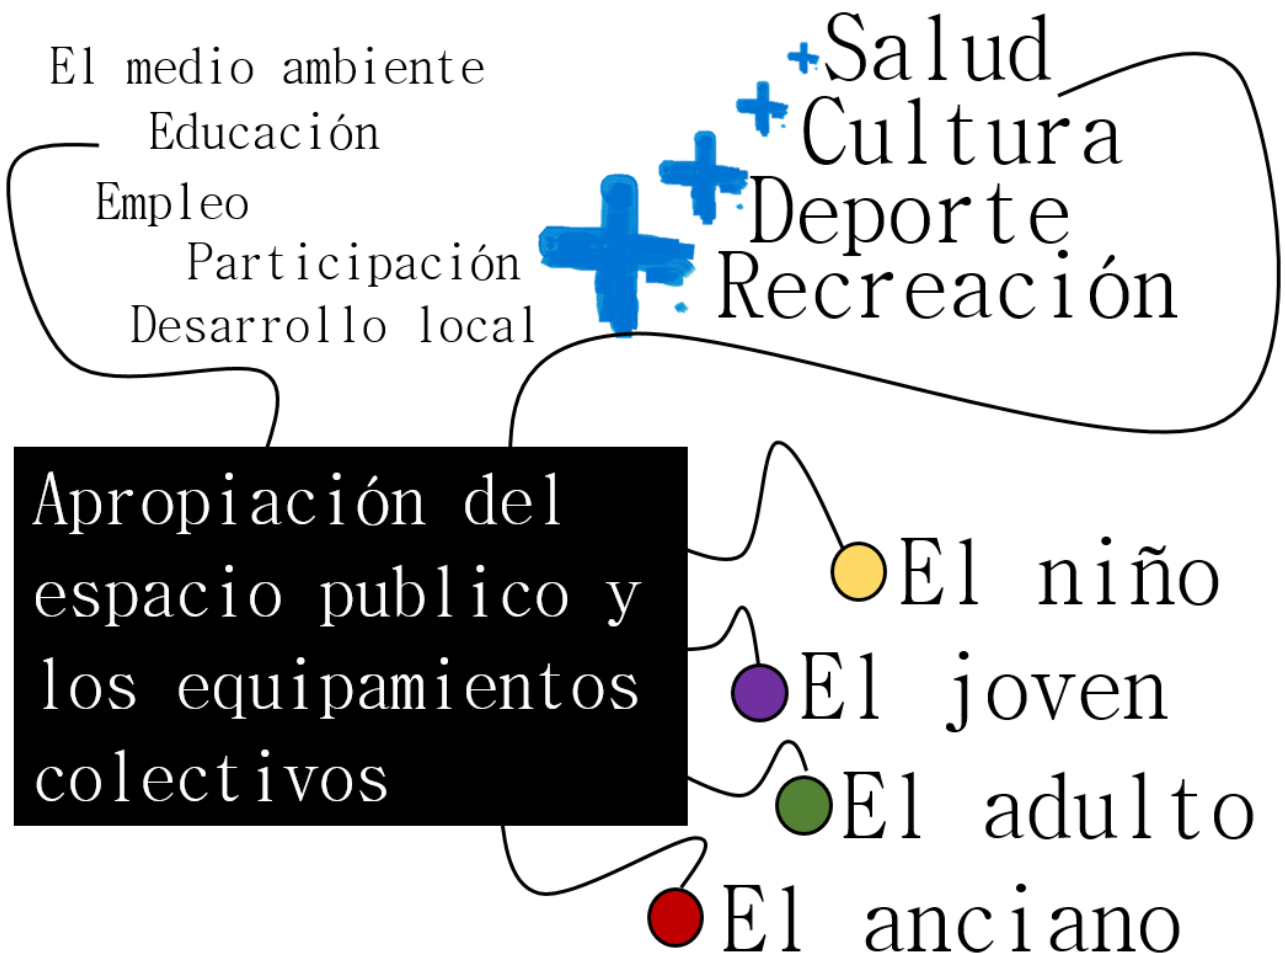 El medio ambiente
Educación
Empleo
Participación
Desarrollo local
Salud
Cultura
Deporte
Recreación
Apropiación del
espacio publico y
los equipamientos
colectivos
El niño
El joven
El adulto
El anciano